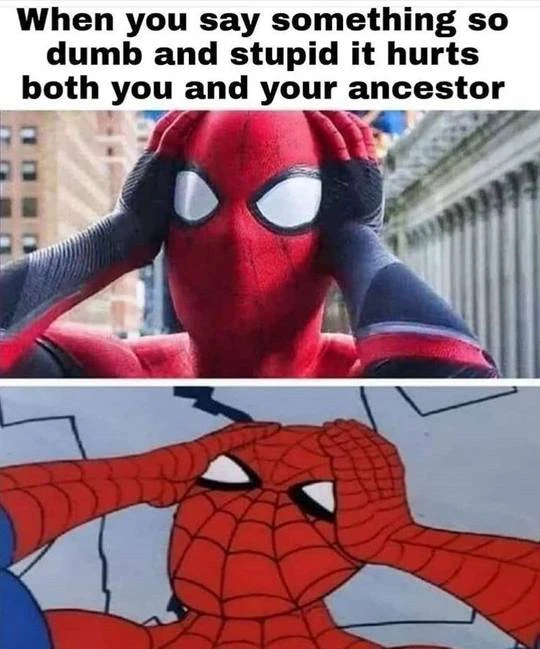 When you say something so
dumb and stupid it hurts
both you and your ancestor